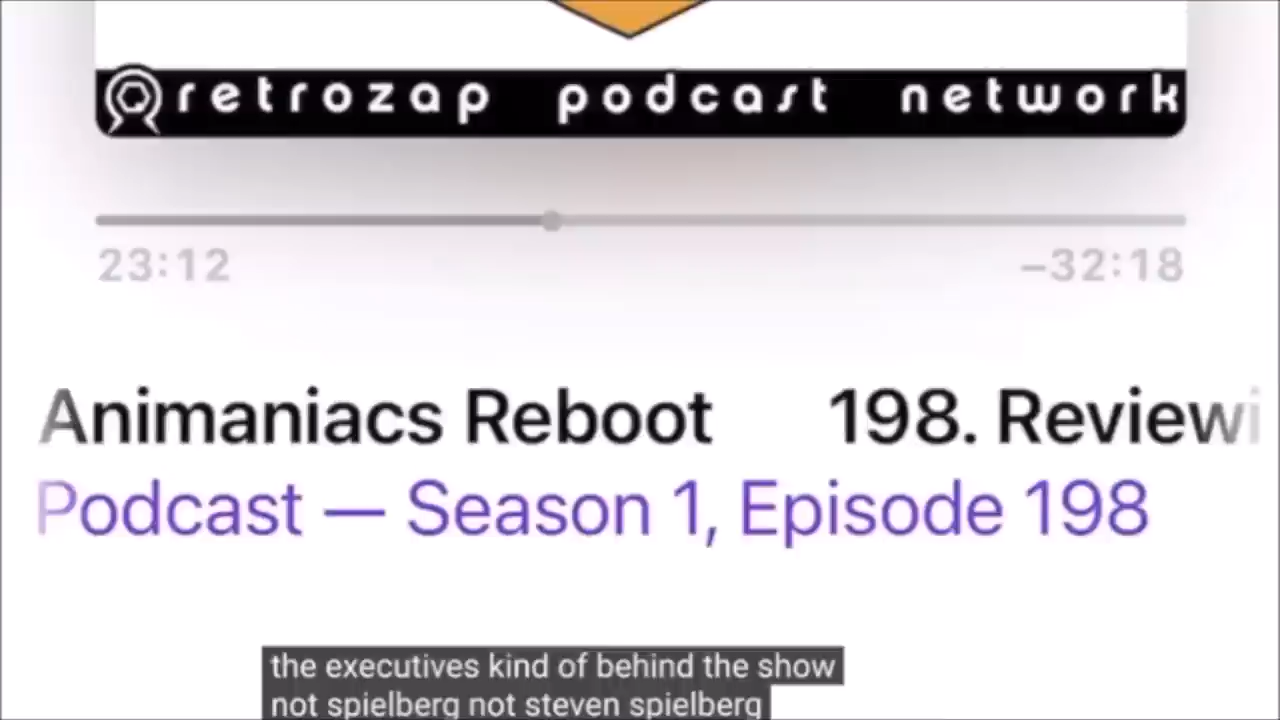 retrozap podcast network
23:12 -32:18
Animaniacs Reboot 198. Reviewi
Podcast — Season 1, Episode 198
the executives kind of behind the show
not spielberg not steven spielberg